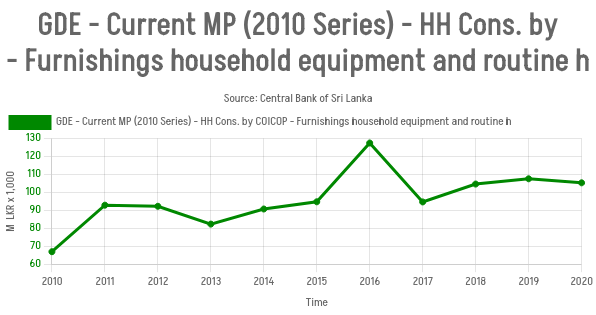 GDE - Current MP (2010 Series) - HH Cons. by
- Furnishings household equipment and routine h
Source: Central Bank of Sri Lanka
GDE - Current MP (2010 Series) - HH Cons. by COICOP - Furnishings household equipment and routine h
130
120
110
100
90
80
70
60
M LKR x 1,000
2010 2011 2012 2013 2014 2015 2016 2017 2018 2019 2020
Time